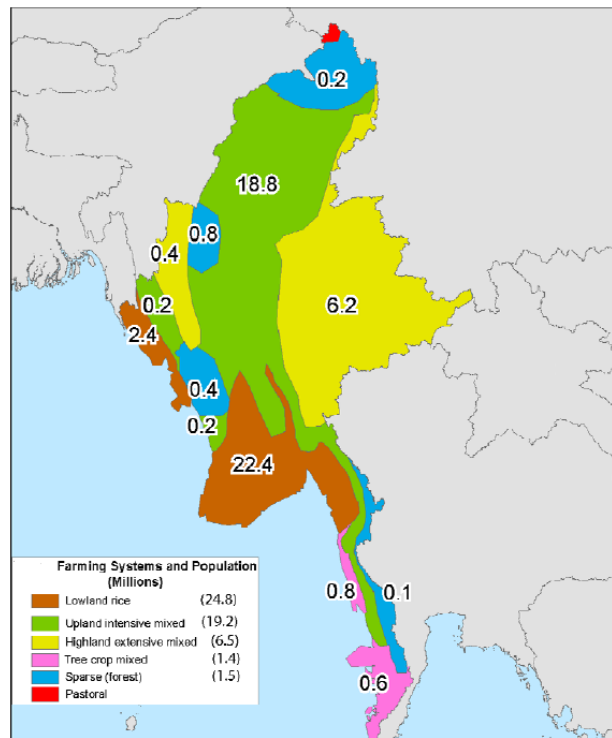 0.2
18.8
0.8
0.4
6.2
0.2
2.4
0.4
0.2
22.4
0.8
0.1
0.6
Farming Systems and Population
(Millions)
Lowland rice (24.8)
Upland intensive mixed (19.2)
Highland extensive mixed (6.5)
Tree crop mixed (1.4)
Sparse (forest) (1.5)
Pastoral